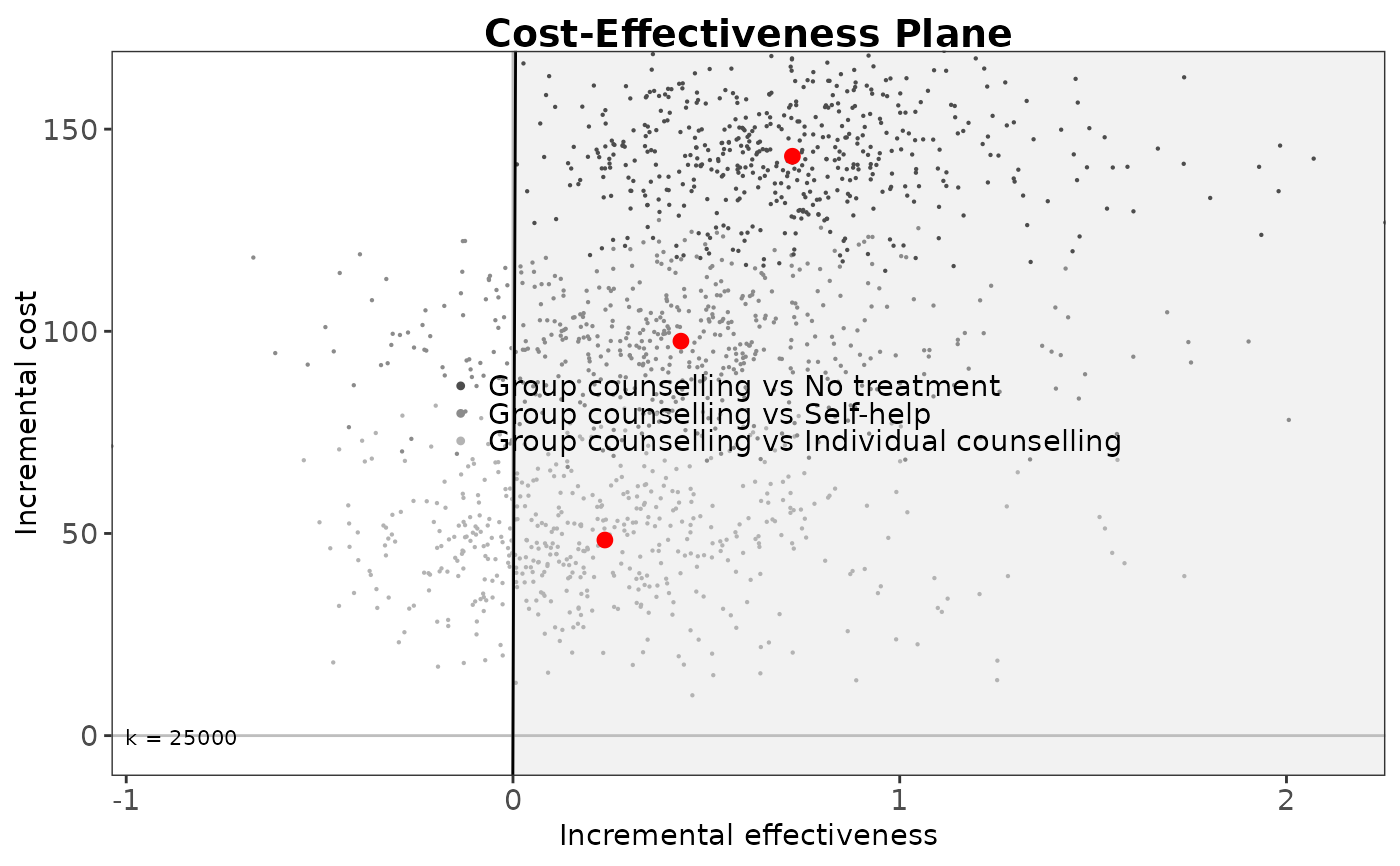 Cost-Effectiveness Plane
Incremental cost
150
100
50
0
Group counselling vs No treatment
Group counselling vs Self-help
Group counselling vs Individual counselling
k = 25000
-1
0
1
2
Incremental effectiveness